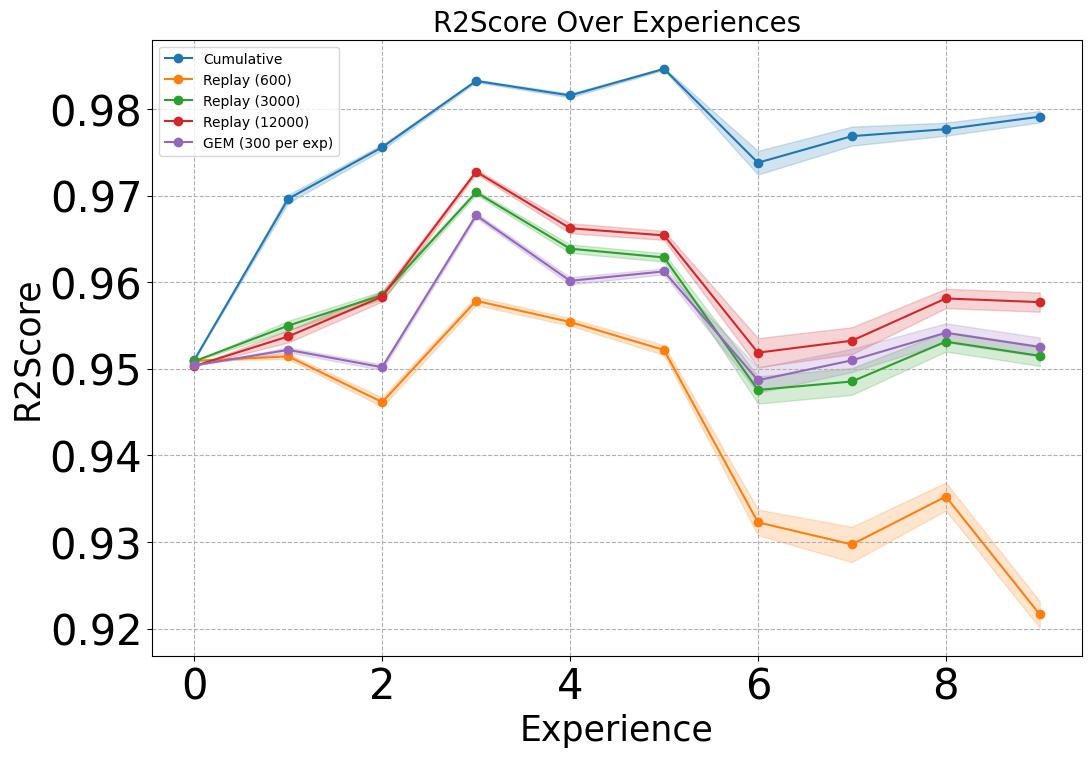 R2Score Over Experiences
Cumulative
Replay (600)
Replay (3000)
Replay (12000)
GEM (300 per exp)
0.98
0.97
0.96
0.95
0.94
0.93
0.92
R2Score
0 2 4 6 8
Experience